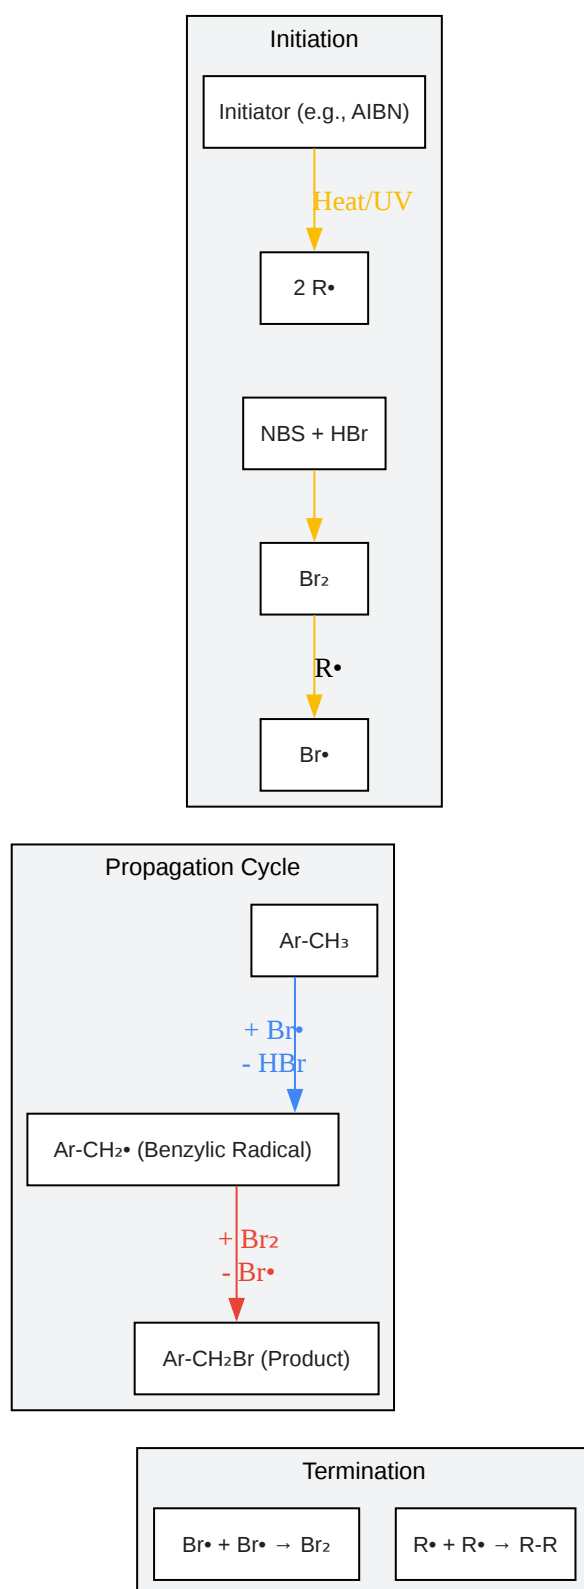 Initiation
Initiator (e.g., AIBN)
Heat/UV
2 R•
NBS + HBr
Br₂
R•
Br•
Propagation Cycle
Ar-CH₃
+ Br•
- HBr
Ar-CH₂• (Benzylic Radical)
+ Br₂
- Br•
Ar-CH₂Br (Product)
Termination
Br• + Br• → Br₂
R• + R• → R-R